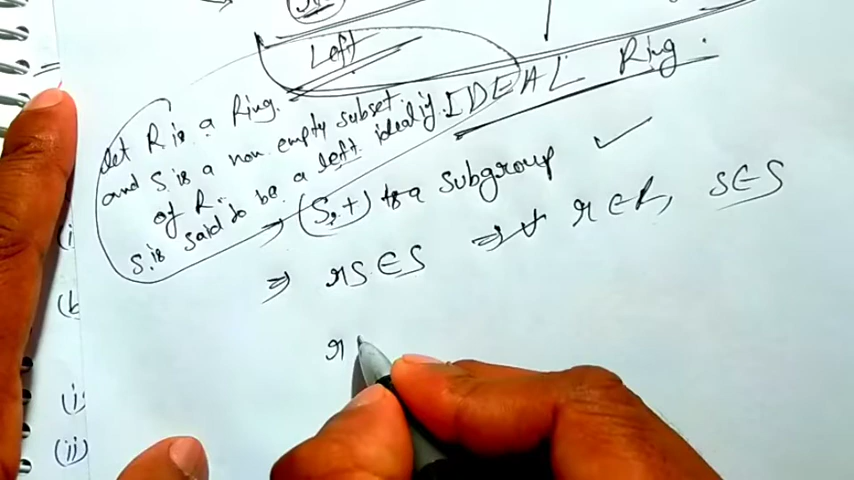 Left
IDEAL Ring.
Let R is a Ring.
and S is a non empty subset.
of R.
S is said to be a left ideal if
⇒ (S, +) is a subgroup ✓
⇒ rs ∈ S ⇒ ∀ r ∈ R, s ∈ S
r
(i
(b
(i)
(ii)